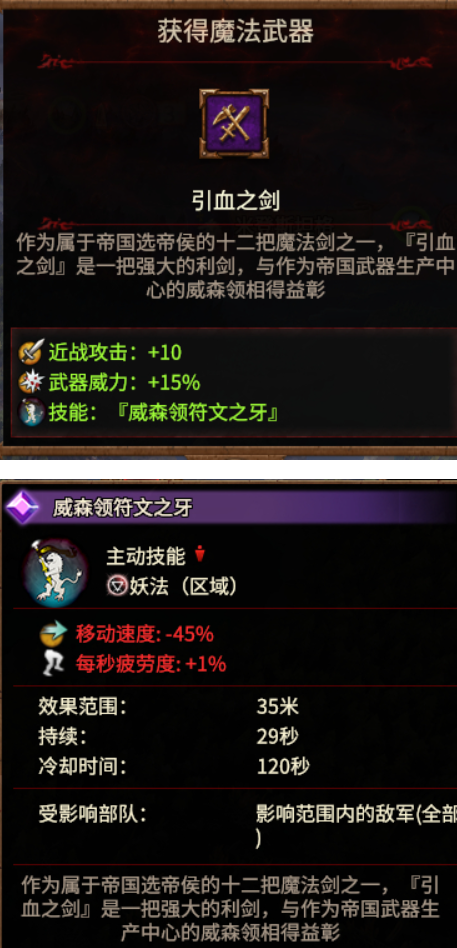 获得魔法武器
引血之剑
作为属于帝国选帝侯的十二把魔法剑之一，『引血
之剑』是一把强大的利剑，与作为帝国武器生产中
心的威森领相得益彰
近战攻击：+10
武器威力：+15%
技能：『威森领符文之牙』
威森领符文之牙
主动技能
妖法（区域）
移动速度: -45%
每秒疲劳度: +1%
效果范围： 35米
持续： 29秒
冷却时间： 120秒
受影响部队： 影响范围内的敌军(全部
)
作为属于帝国选帝侯的十二把魔法剑之一，『引
血之剑』是一把强大的利剑，与作为帝国武器生
产中心的威森领相得益彰